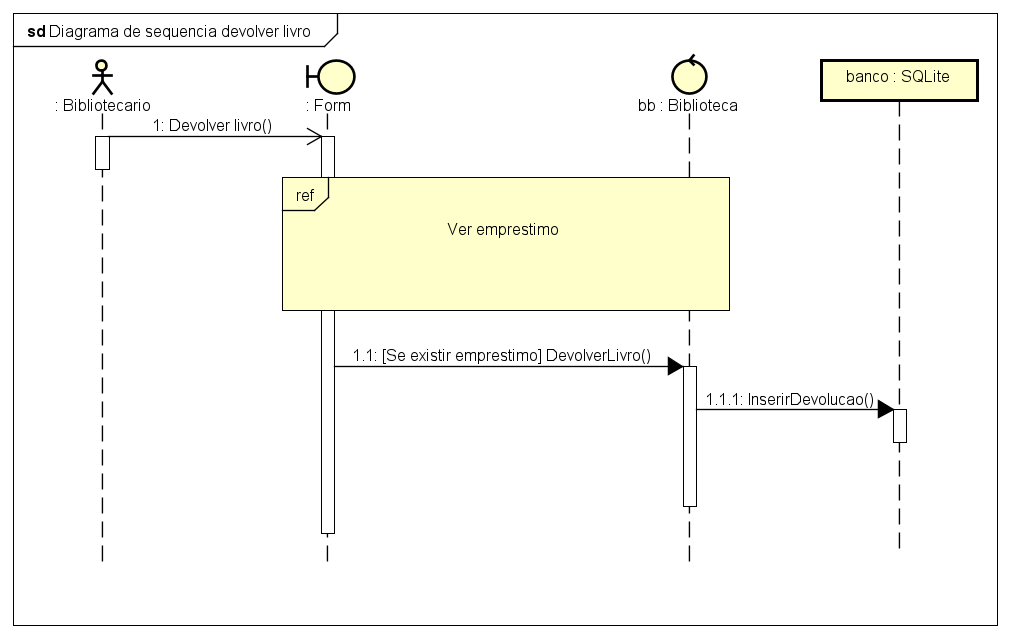 sd Diagrama de sequencia devolver livro
: Bibliotecario
: Form
bb : Biblioteca
banco : SQLite
1: Devolver livro()
ref
Ver emprestimo
1.1: [Se existir emprestimo] DevolverLivro()
1.1.1: InserirDevolucao()